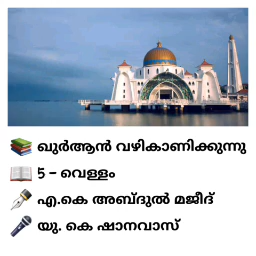 📚 ഖുർആൻ വഴികാണിക്കുന്നു
📖 5 – വെള്ളം
✍️ എ.കെ അബ്ദുൽ മജീദ്
🎤 യു. കെ ഷാനവാസ്